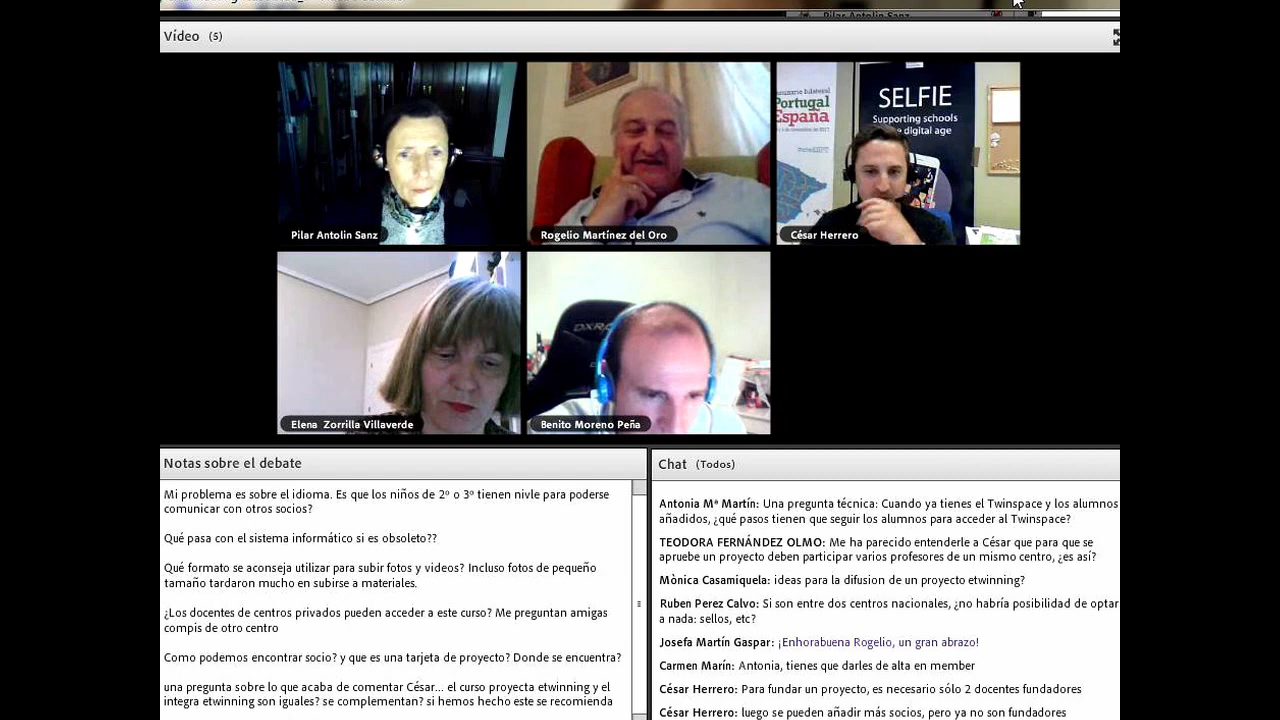 Pilar Antolin Sanz
Vídeo (5)
Portugal
España
SELFIE
Supporting schools
digital age
Pilar Antolin Sanz
Rogelio Martínez del Oro
César Herrero
DXR
Elena Zorrilla Villaverde
Benito Moreno Peña
Notas sobre el debate
Mi problema es sobre el idioma. Es que los niños de 2º o 3º tienen nivle para poderse
comunicar con otros socios?
Qué pasa con el sistema informático si es obsoleto??
Qué formato se aconseja utilizar para subir fotos y videos? Incluso fotos de pequeño
tamaño tardaron mucho en subirse a materiales.
¿Los docentes de centros privados pueden acceder a este curso? Me preguntan amigas
compis de otro centro
Como podemos encontrar socio? y que es una tarjeta de proyecto? Donde se encuentra?
una pregunta sobre lo que acaba de comentar César... el curso proyecta etwinning y el
integra etwinning son iguales? se complementan? si hemos hecho este se recomienda
Chat (Todos)
Antonia Mª Martín: Una pregunta técnica: Cuando ya tienes el Twinspace y los alumnos
añadidos, ¿qué pasos tienen que seguir los alumnos para acceder al Twinspace?
TEODORA FERNÁNDEZ OLMO: Me ha parecido entenderle a César que para que se
apruebe un proyecto deben participar varios profesores de un mismo centro, ¿es así?
Mònica Casamiquela: ideas para la difusion de un proyecto etwinning?
Ruben Perez Calvo: Si son entre dos centros nacionales, ¿no habría posibilidad de optar
a nada: sellos, etc?
Josefa Martín Gaspar: ¡Enhorabuena Rogelio, un gran abrazo!
Carmen Marín: Antonia, tienes que darles de alta en member
César Herrero: Para fundar un proyecto, es necesario sólo 2 docentes fundadores
César Herrero: luego se pueden añadir más socios, pero ya no son fundadores